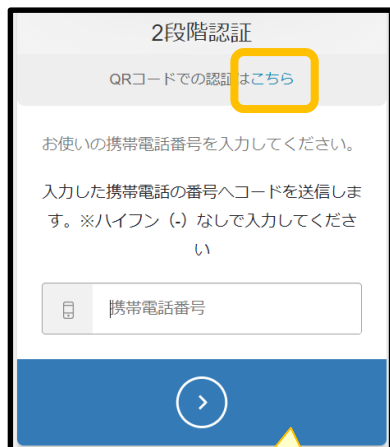 2段階認証
QRコードでの認証はこちら
お使いの携帯電話番号を入力してください。
入力した携帯電話の番号へコードを送信しま
す。※ハイフン（-）なしで入力してくださ
い
携帯電話番号